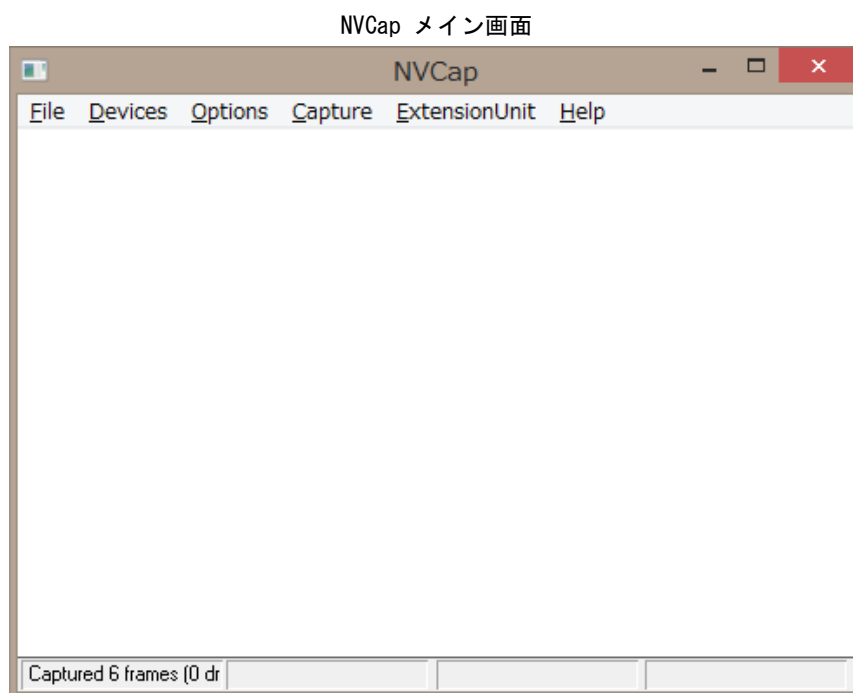 NVCap メイン画面
NVCap
File Devices Options Capture ExtensionUnit Help
Captured 6 frames (0 dr